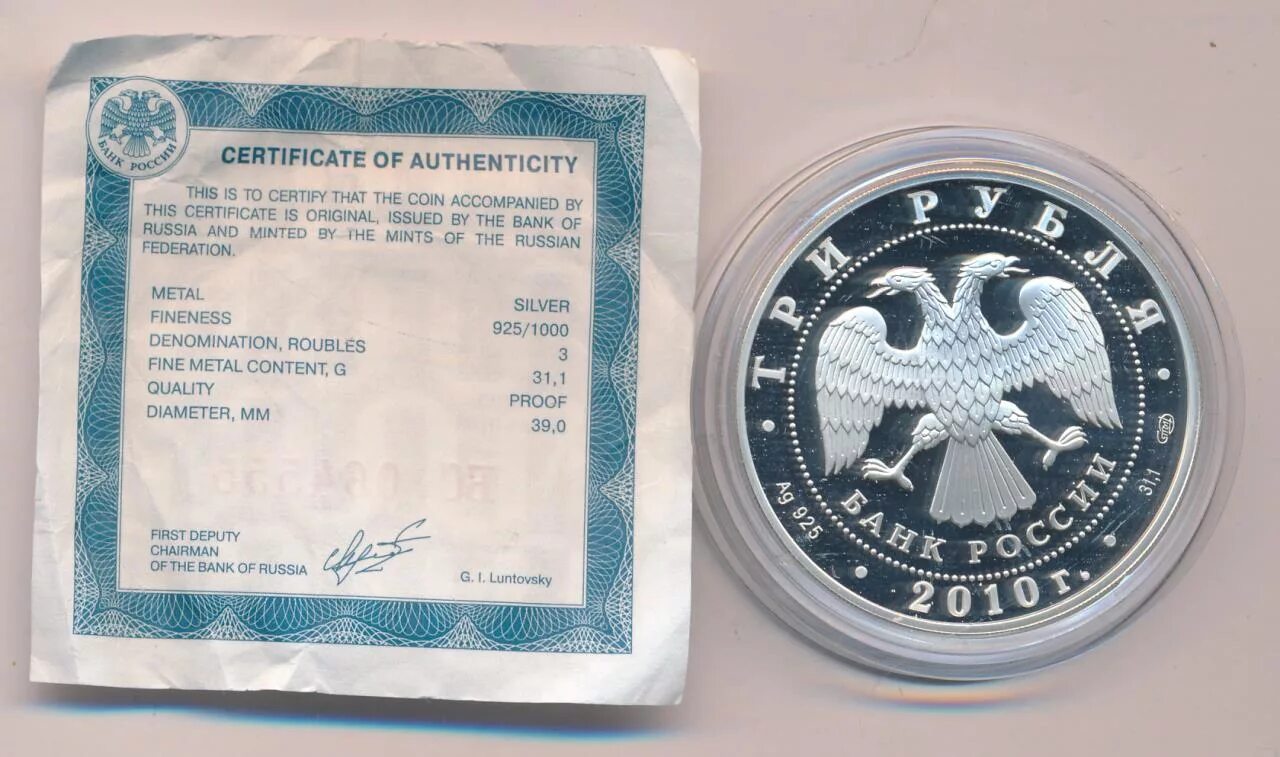 БАНК РОССИИ
CERTIFICATE OF AUTHENTICITY
THIS IS TO CERTIFY THAT THE COIN ACCOMPANIED BY
THIS CERTIFICATE IS ORIGINAL, ISSUED BY THE BANK OF
RUSSIA AND MINTED BY THE MINTS OF THE RUSSIAN
FEDERATION.
METAL SILVER
FINENESS 925/1000
DENOMINATION, ROUBLES 3
FINE METAL CONTENT, G 31,1
QUALITY PROOF
DIAMETER, MM 39,0
FIRST DEPUTY
CHAIRMAN
OF THE BANK OF RUSSIA
G. I. Luntovsky
ТРИ РУБЛЯ
Ag 925
БАНК РОССИИ
31,1
2010 г.